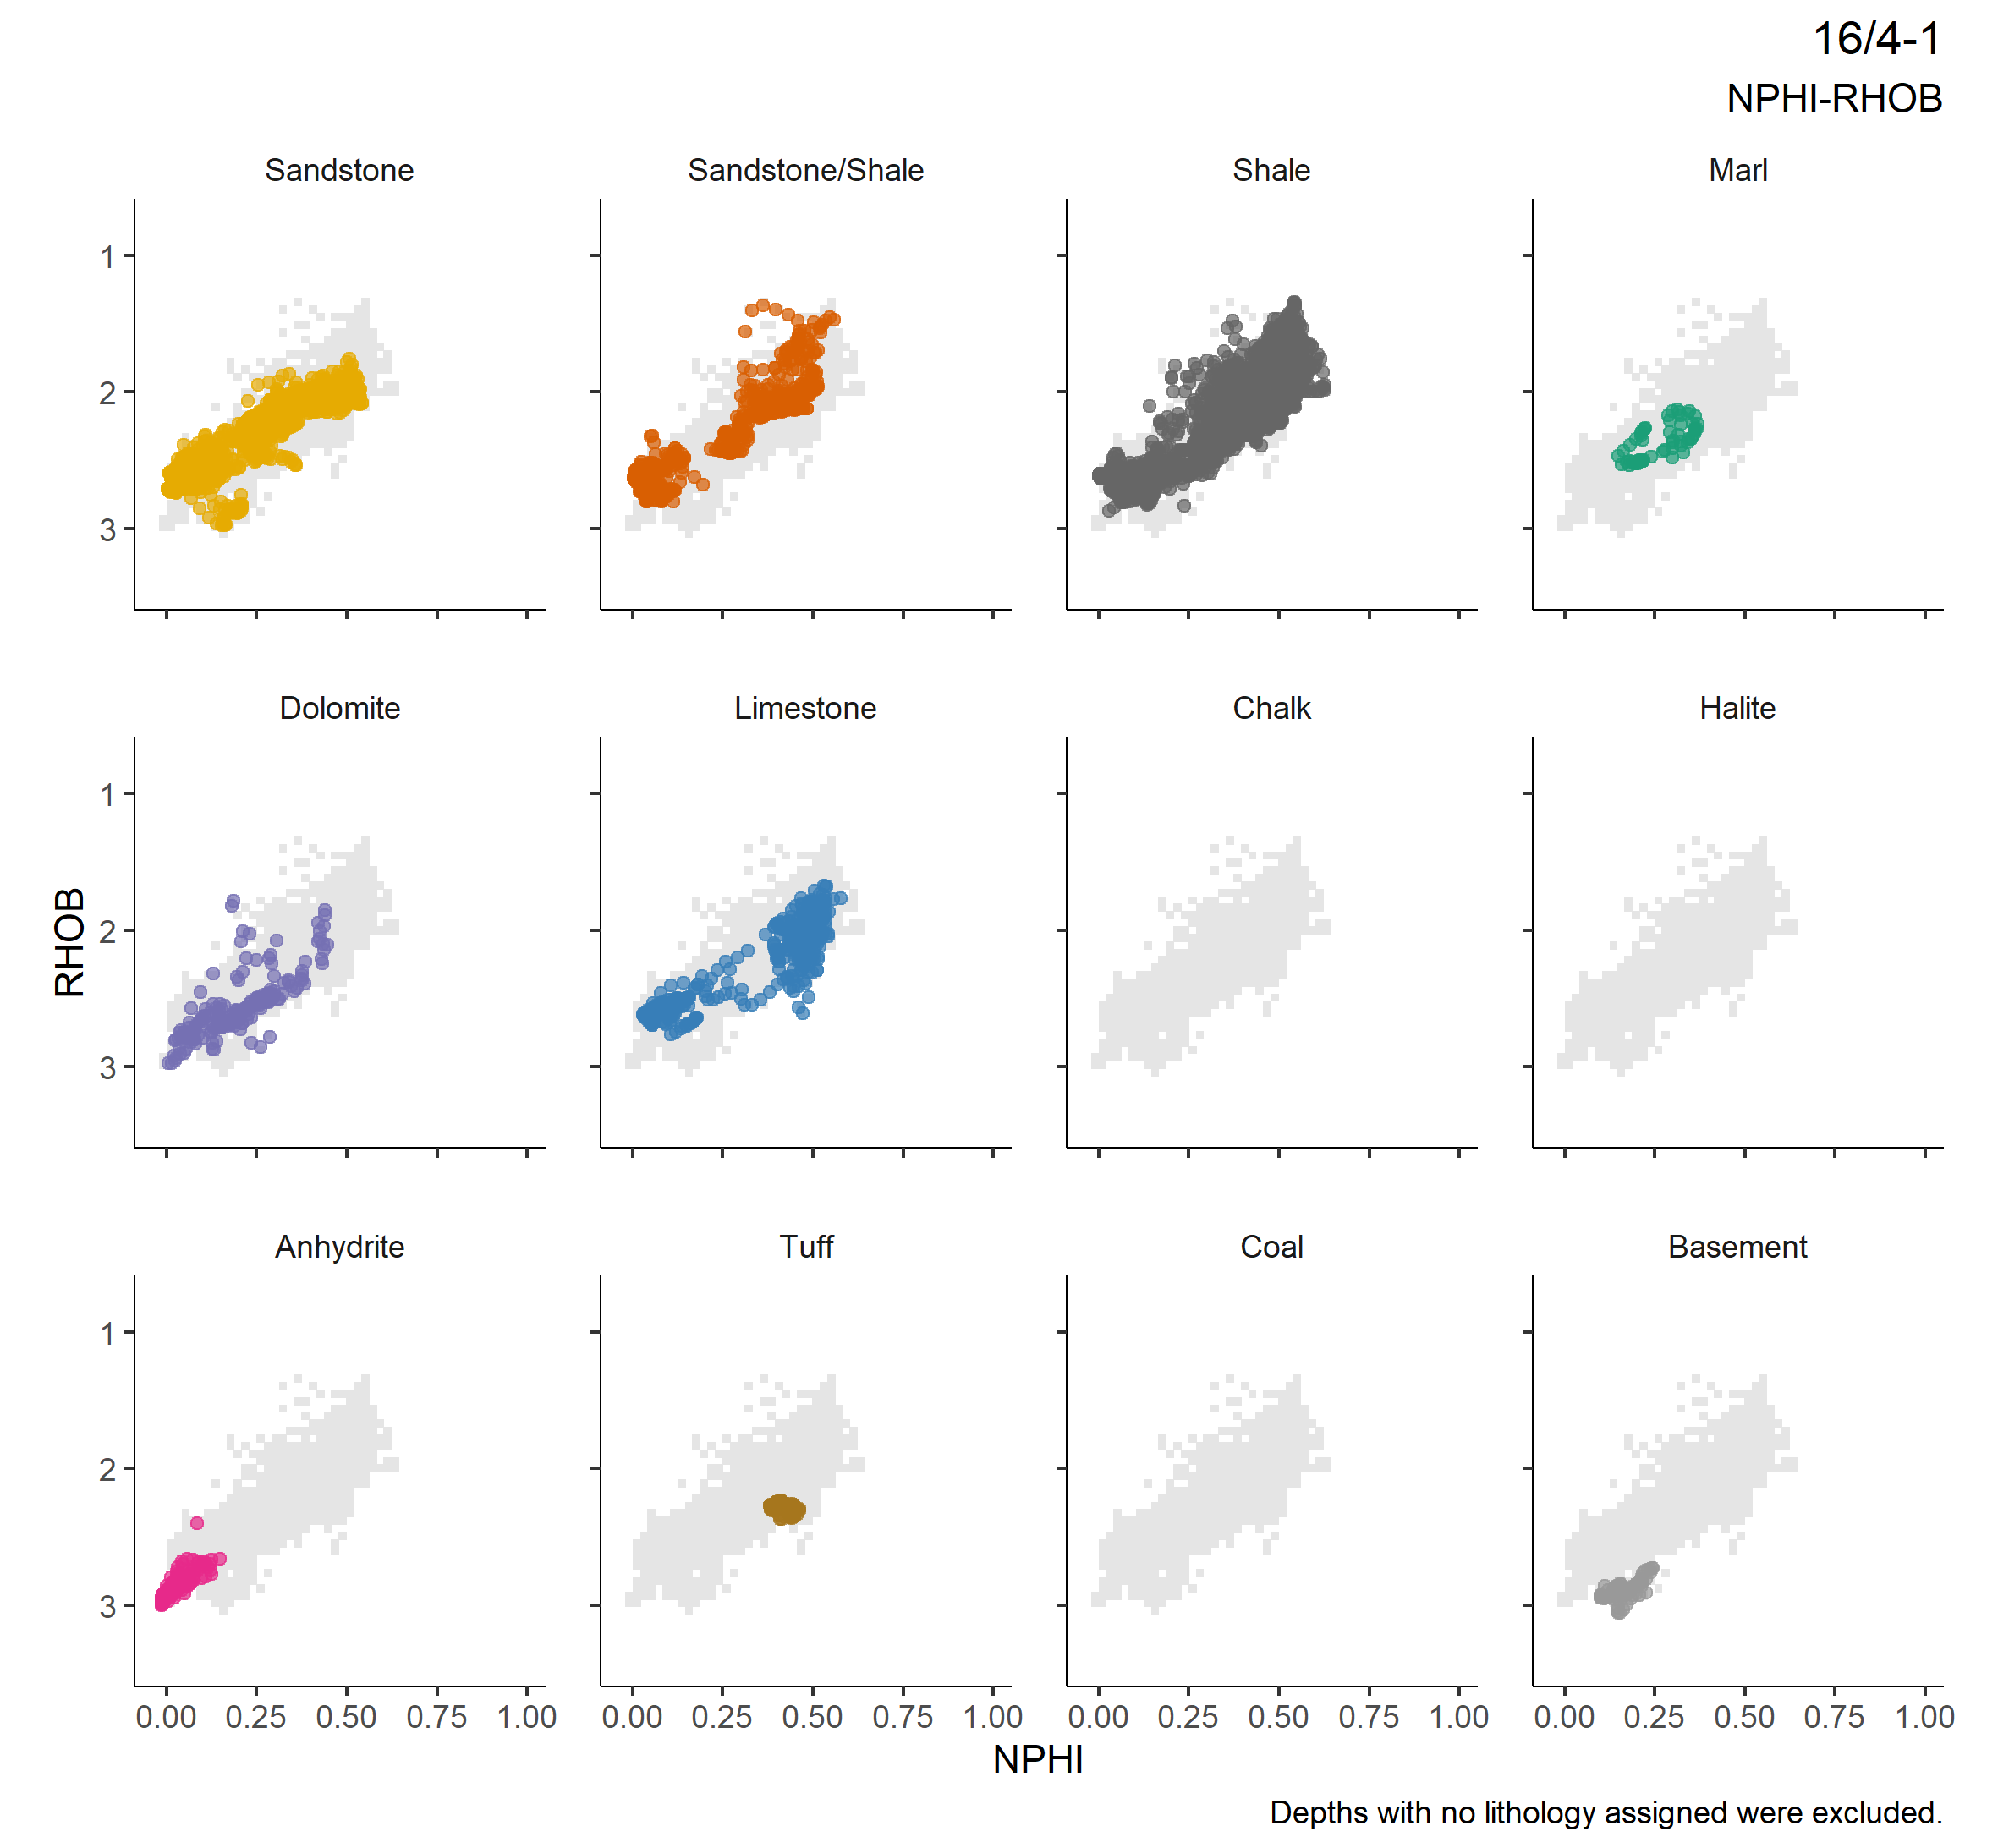 16/4-1
NPHI-RHOB
Sandstone Sandstone/Shale Shale Marl
1
2
3
Dolomite Limestone Chalk Halite
1
2
3
RHOB
Anhydrite Tuff Coal Basement
1
2
3
0.00 0.25 0.50 0.75 1.00 0.00 0.25 0.50 0.75 1.00 0.00 0.25 0.50 0.75 1.00 0.00 0.25 0.50 0.75 1.00
NPHI
Depths with no lithology assigned were excluded.